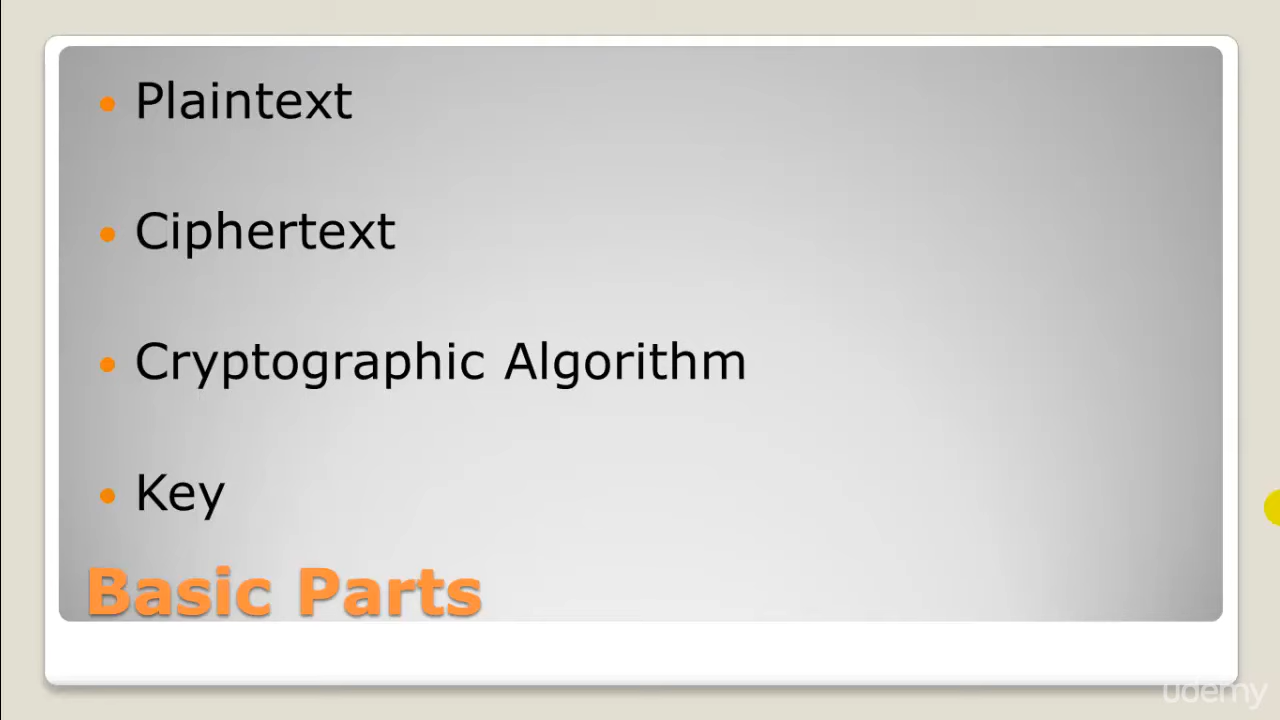 Plaintext
Ciphertext
Cryptographic Algorithm
Key
Basic Parts
udemy